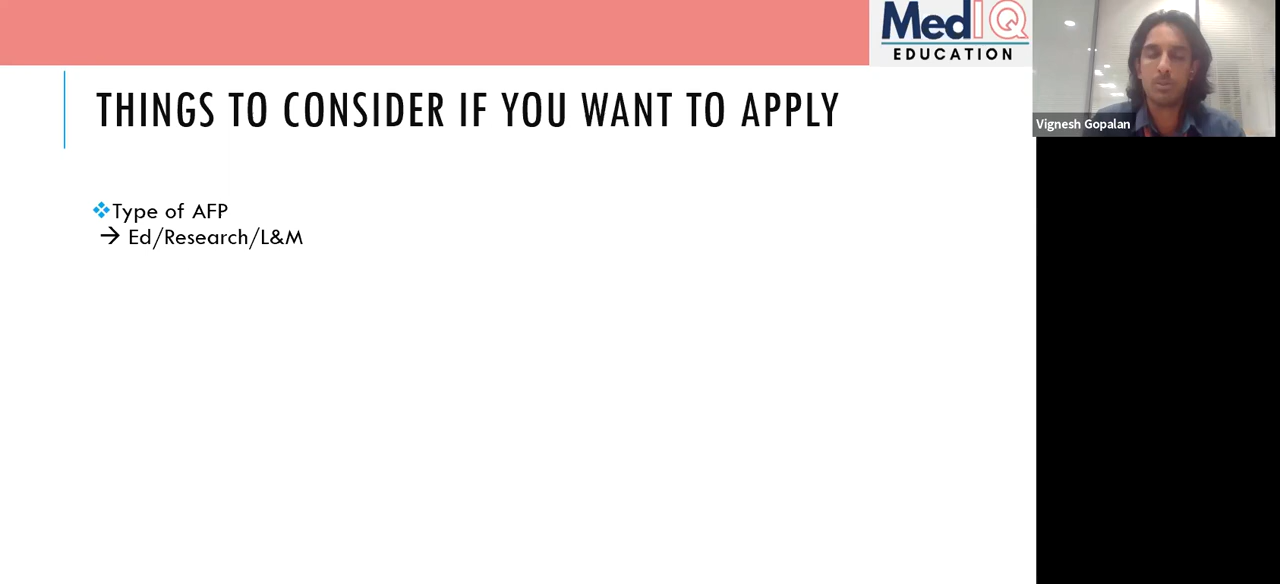 MedIQ
EDUCATION
THINGS TO CONSIDER IF YOU WANT TO APPLY
Vignesh Gopalan
❖Type of AFP
→ Ed/Research/L&M